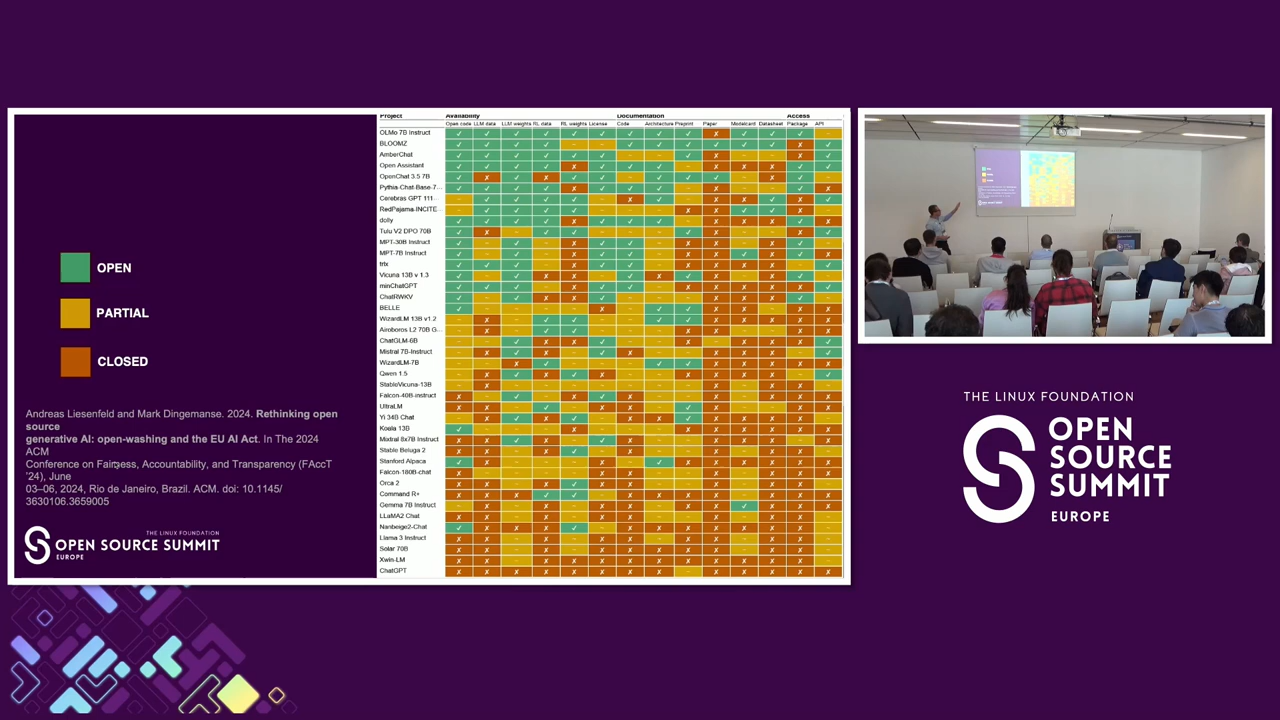 OPEN
PARTIAL
CLOSED
Andreas Liesenfeld and Mark Dingemanse. 2024. Rethinking open
source
generative AI: open-washing and the EU AI Act. In The 2024
ACM
Conference on Fairness, Accountability, and Transparency (FAccT
'24), June
03–06, 2024, Rio de Janeiro, Brazil. ACM. doi: 10.1145/
3630106.3659005
THE LINUX FOUNDATION
OPEN SOURCE SUMMIT
EUROPE
Project Availability Documentation Access
Open code LLM data LLM weights RL data RL weights License Code Architecture Preprint Paper Modelcard Datasheet Package API
OLMo 7B Instruct
BLOOMZ
AmberChat
Open Assistant
OpenChat 3.5 7B
Pythia-Chat-Base-7...
Cerebras GPT 111...
RedPajama-INCITE...
dolly
Tulu V2 DPO 70B
MPT-30B Instruct
MPT-7B Instruct
trlx
Vicuna 13B v 1.3
minChatGPT
ChatRWKV
BELLE
WizardLM 13B v1.2
Airoboros L2 70B G...
ChatGLM-6B
Mistral 7B-Instruct
WizardLM-7B
Qwen 1.5
StableVicuna-13B
Falcon-40B-instruct
UltraLM
Yi 34B Chat
Koala 13B
Mixtral 8x7B Instruct
Stable Beluga 2
Stanford Alpaca
Falcon-180B-chat
Orca 2
Command R+
Gemma 7B Instruct
LLaMA2 Chat
Nanbeige2-Chat
Llama 3 Instruct
Solar 70B
Xwin-LM
ChatGPT
THE LINUX FOUNDATION
OPEN
SOURCE
SUMMIT
EUROPE